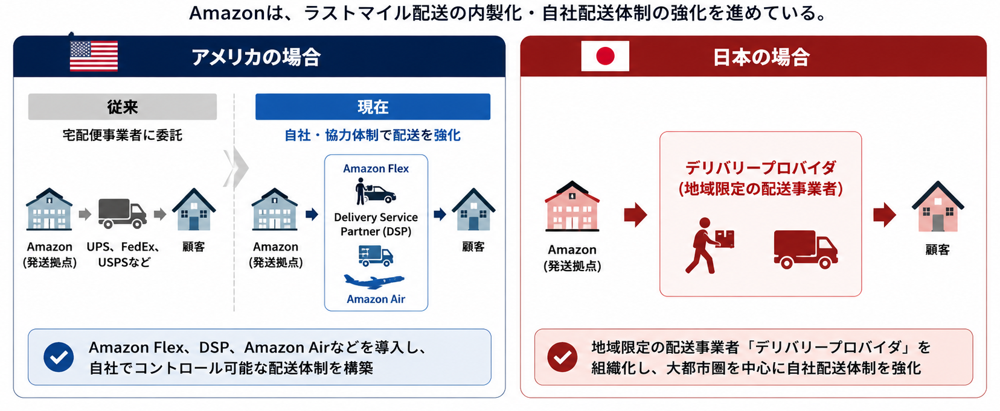 Amazonは、ラストマイル配送の内製化・自社配送体制の強化を進めている。
アメリカの場合
従来
宅配便事業者に委託
Amazon
(発送拠点)
UPS、FedEx、
USPSなど
顧客
現在
自社・協力体制で配送を強化
Amazon
(発送拠点)
Amazon Flex
Delivery Service
Partner (DSP)
Amazon Air
顧客
Amazon Flex、DSP、Amazon Airなどを導入し、
自社でコントロール可能な配送体制を構築
日本の場合
Amazon
(発送拠点)
デリバリープロバイダ
(地域限定の配送事業者)
顧客
地域限定の配送事業者「デリバリープロバイダ」を
組織化し、大都市圏を中心に自社配送体制を強化